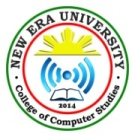 NEW ERA UNIVERSITY
2014
College of Computer Studies